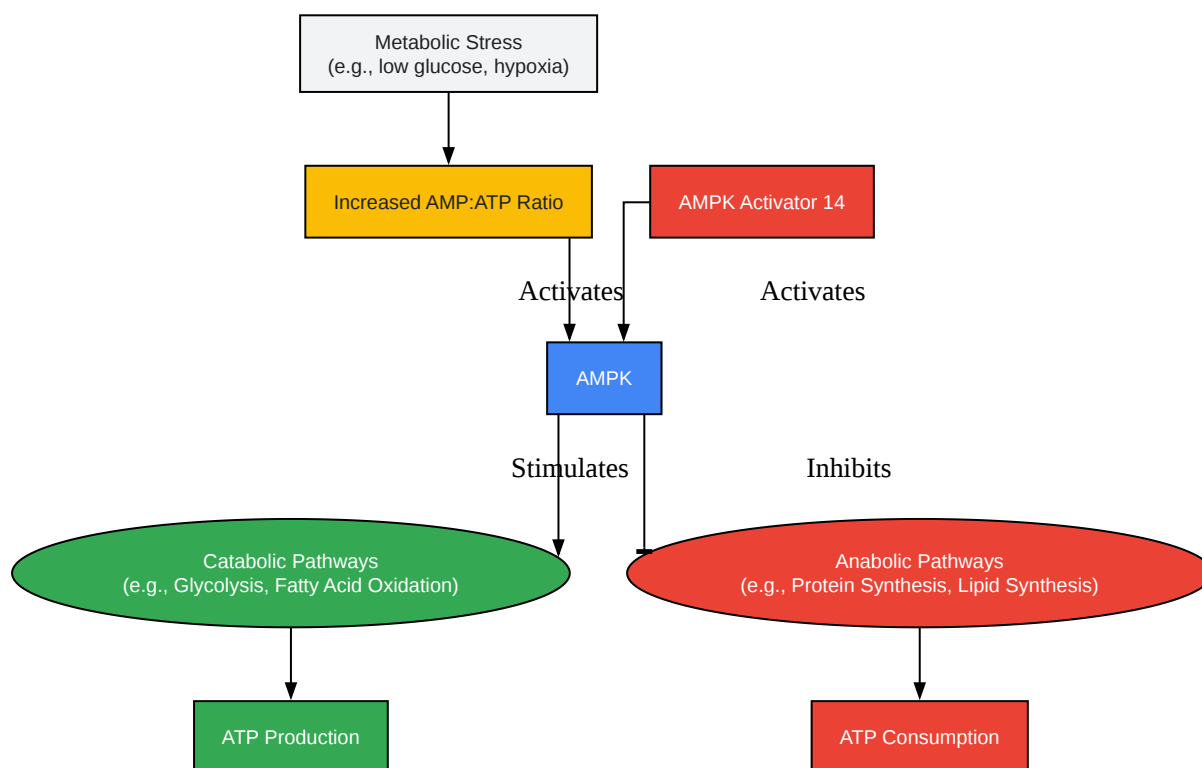 Metabolic Stress
(e.g., low glucose, hypoxia)
Increased AMP:ATP Ratio
AMPK Activator 14
Activates
Activates
AMPK
Stimulates
Inhibits
Catabolic Pathways
(e.g., Glycolysis, Fatty Acid Oxidation)
Anabolic Pathways
(e.g., Protein Synthesis, Lipid Synthesis)
ATP Production
ATP Consumption